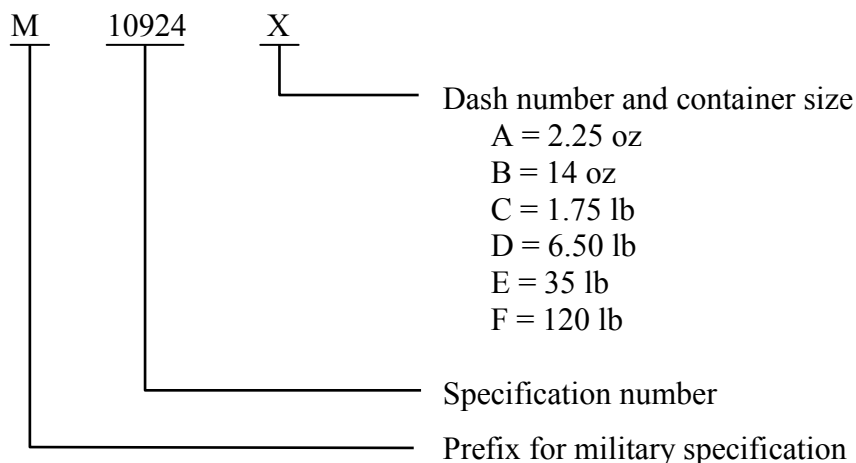 M 10924 X
Dash number and container size
A = 2.25 oz
B = 14 oz
C = 1.75 lb
D = 6.50 lb
E = 35 lb
F = 120 lb
Specification number
Prefix for military specification